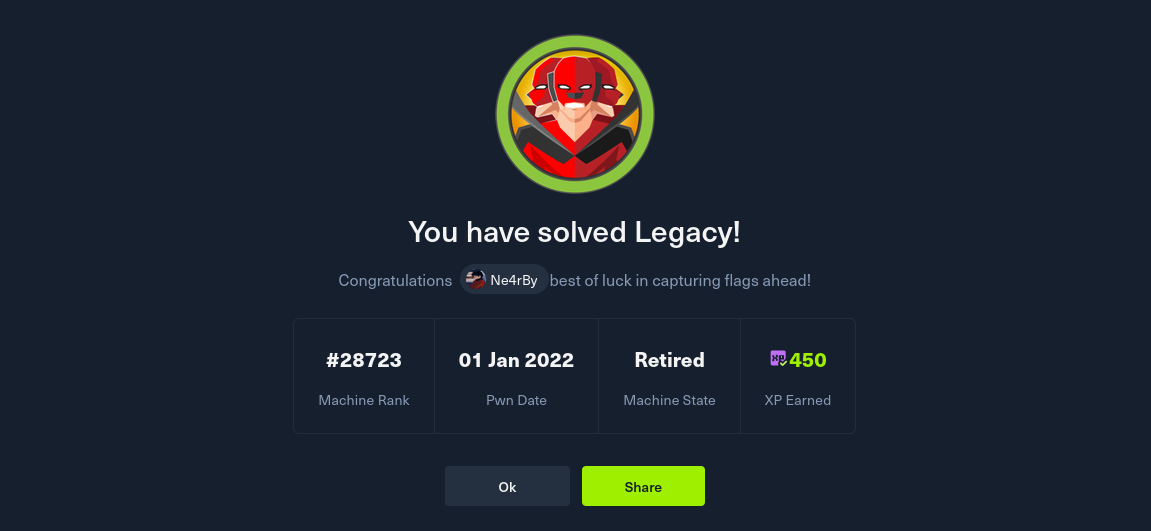 You have solved Legacy!
Congratulations Ne4rBy best of luck in capturing flags ahead!
#28723 01 Jan 2022 Retired XP 450
Machine Rank Pwn Date Machine State XP Earned
Ok Share